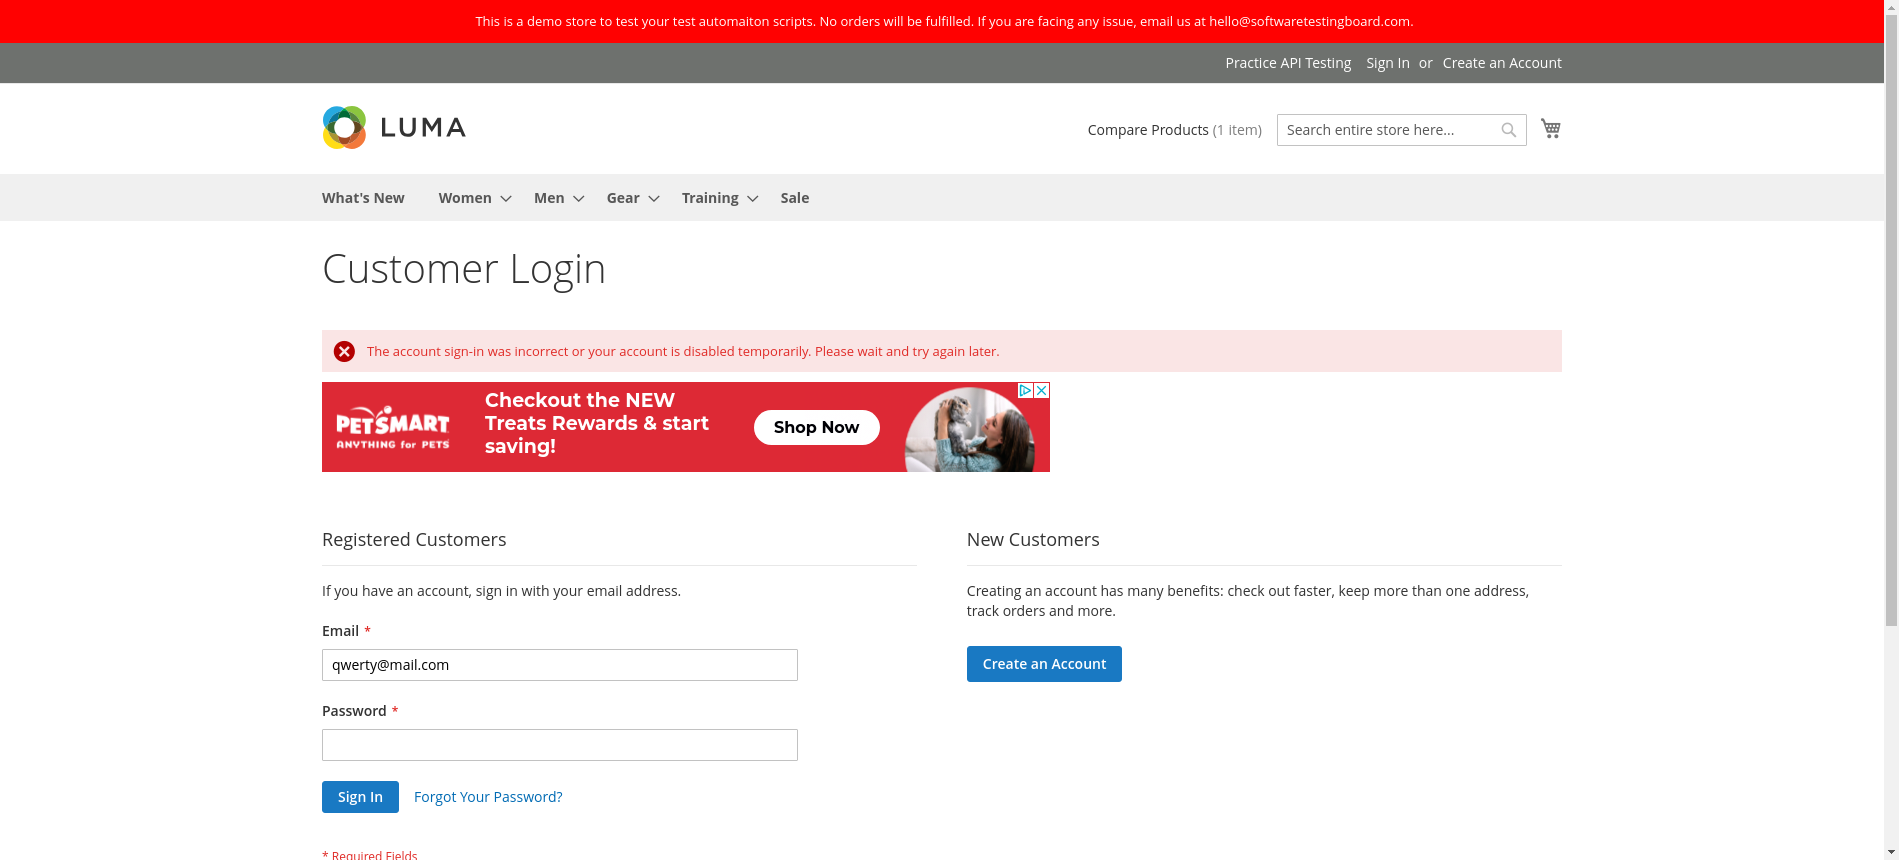 This is a demo store to test your test automaiton scripts. No orders will be fulfilled. If you are facing any issue, email us at hello@softwaretestingboard.com.
Practice API Testing Sign In or Create an Account
LUMA
Compare Products (1 item) Search entire store here...
What's New Women Men Gear Training Sale
Customer Login
The account sign-in was incorrect or your account is disabled temporarily. Please wait and try again later.
PETSMART
ANYTHING for PETS
Checkout the NEW
Treats Rewards & start
saving!
Shop Now
Registered Customers
If you have an account, sign in with your email address.
Email *
qwerty@mail.com
Password *
Sign In Forgot Your Password?
* Required Fields
New Customers
Creating an account has many benefits: check out faster, keep more than one address,
track orders and more.
Create an Account